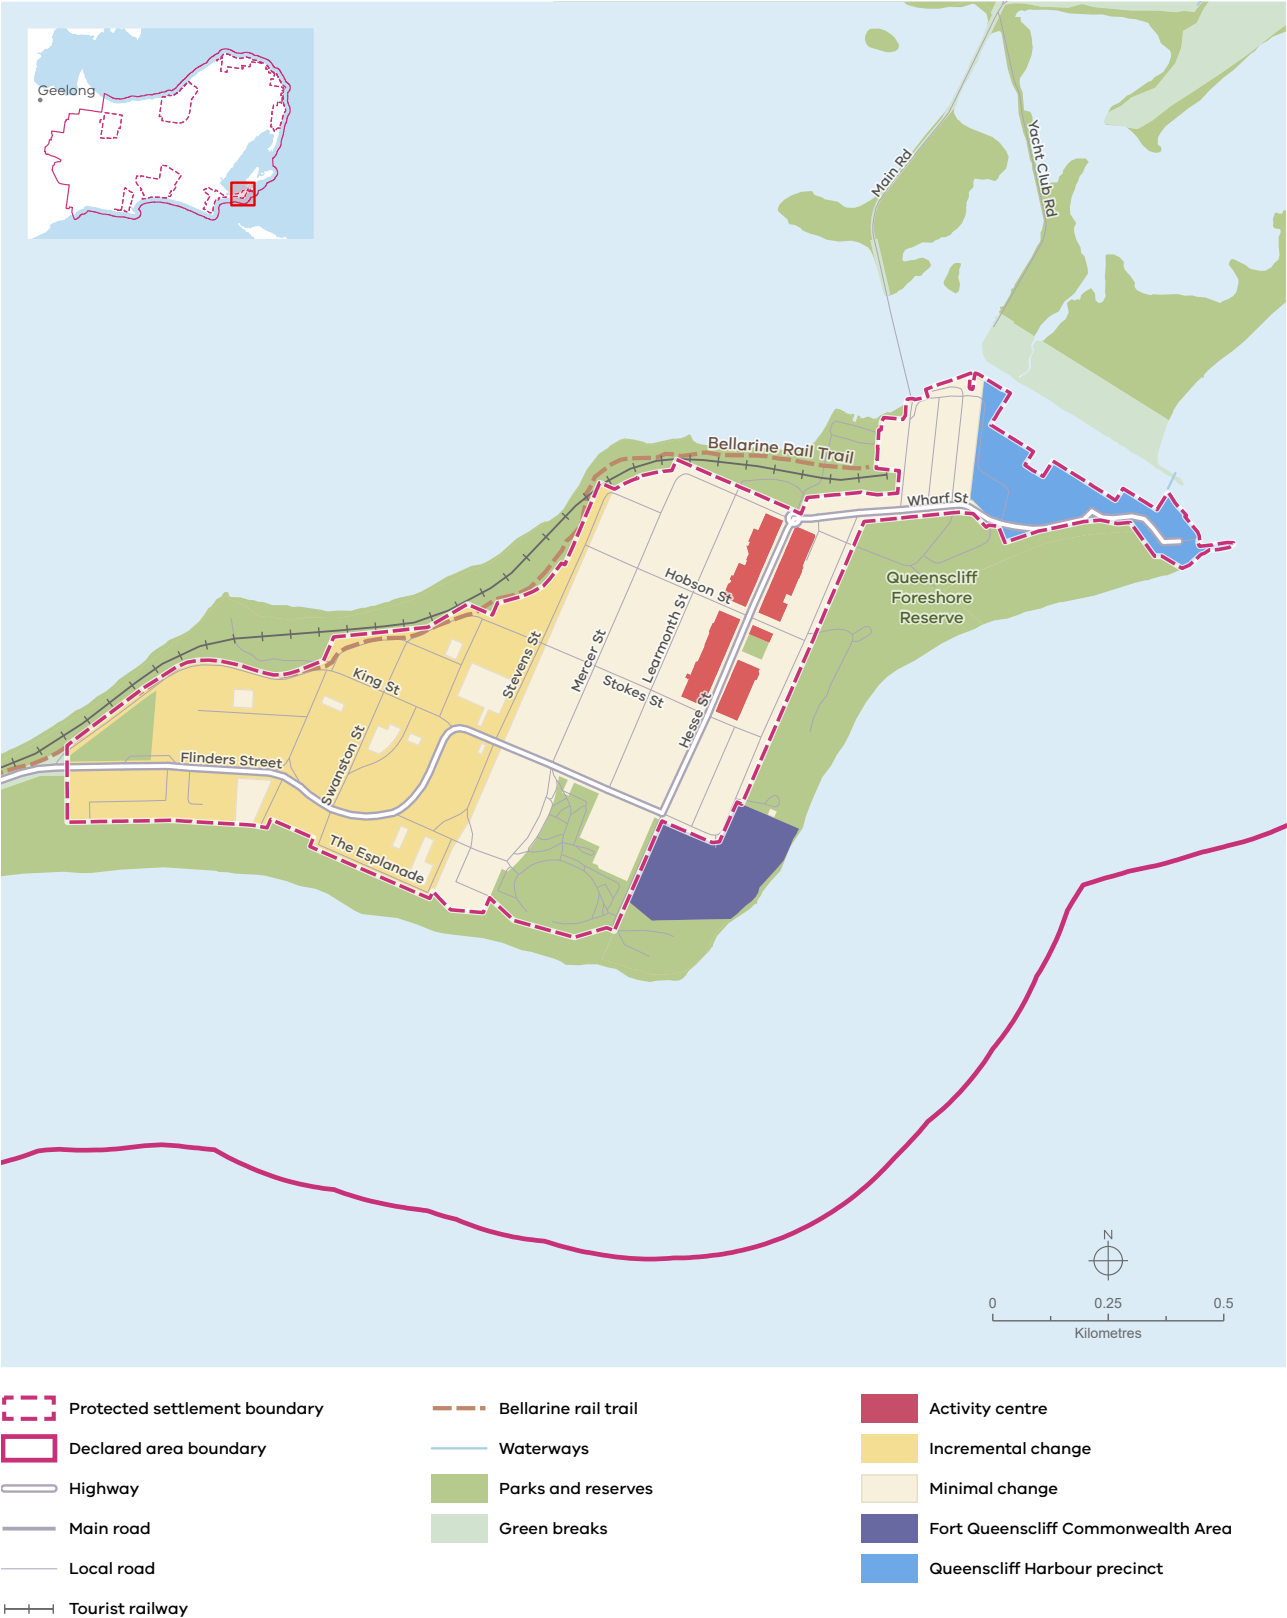 Geelong
Main Rd
Yacht Club Rd
Bellarine Rail Trail
Wharf St
Queenscliff
Foreshore
Reserve
Hobson St
Learmonth St
Mercer St
Stevens St
Stokes St
King St
Hesse St
Swanston St
Flinders Street
The Esplanade
N
0 0.25 0.5
Kilometres
Protected settlement boundary
Declared area boundary
Highway
Main road
Local road
Tourist railway
Bellarine rail trail
Waterways
Parks and reserves
Green breaks
Activity centre
Incremental change
Minimal change
Fort Queenscliff Commonwealth Area
Queenscliff Harbour precinct